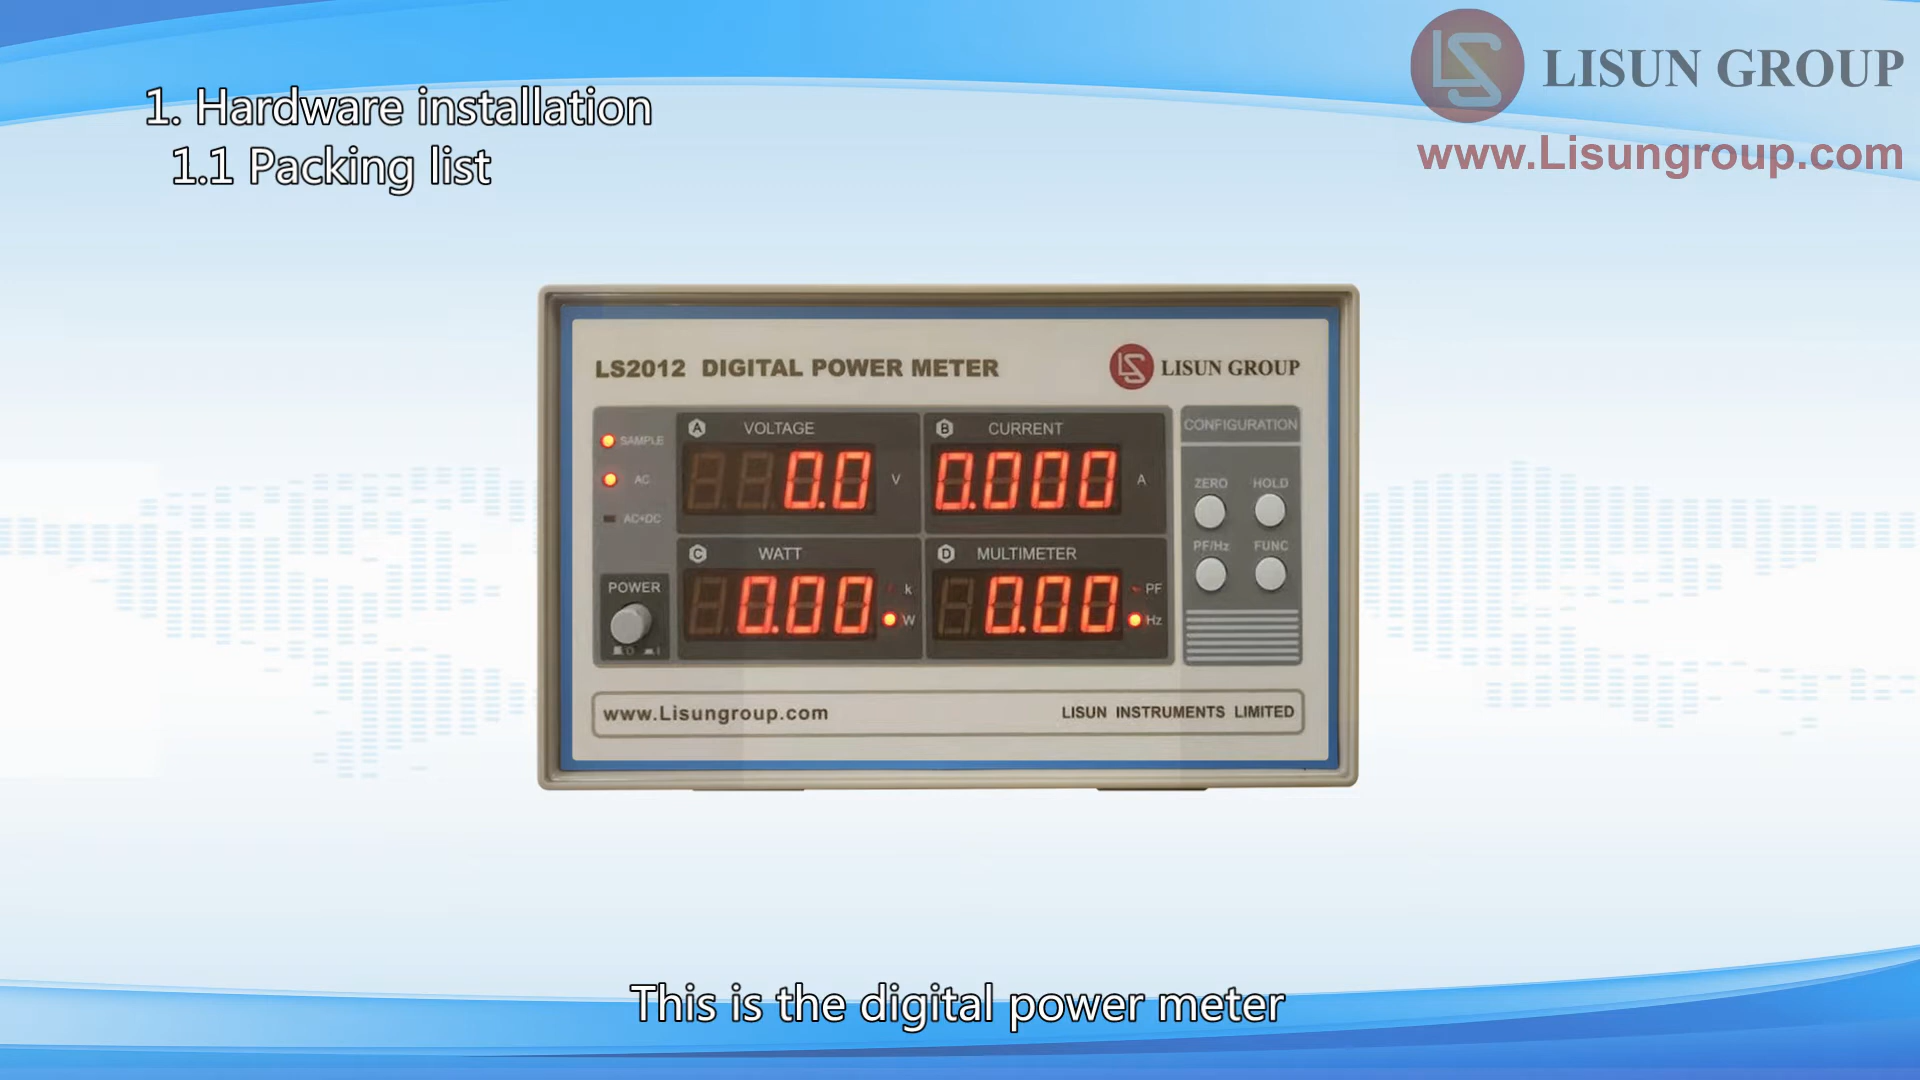 LISUN GROUP
www.Lisungroup.com
1. Hardware installation
1.1 Packing list
LS2012 DIGITAL POWER METER
LISUN GROUP
SAMPLE
AC
AC+DC
POWER
A VOLTAGE
0.0 V
B CURRENT
0.000 A
C WATT
0.00 k W
D MULTIMETER
0.00 PF Hz
CONFIGURATION
ZERO HOLD
PF/Hz FUNC
www.Lisungroup.com LISUN INSTRUMENTS LIMITED
This is the digital power meter